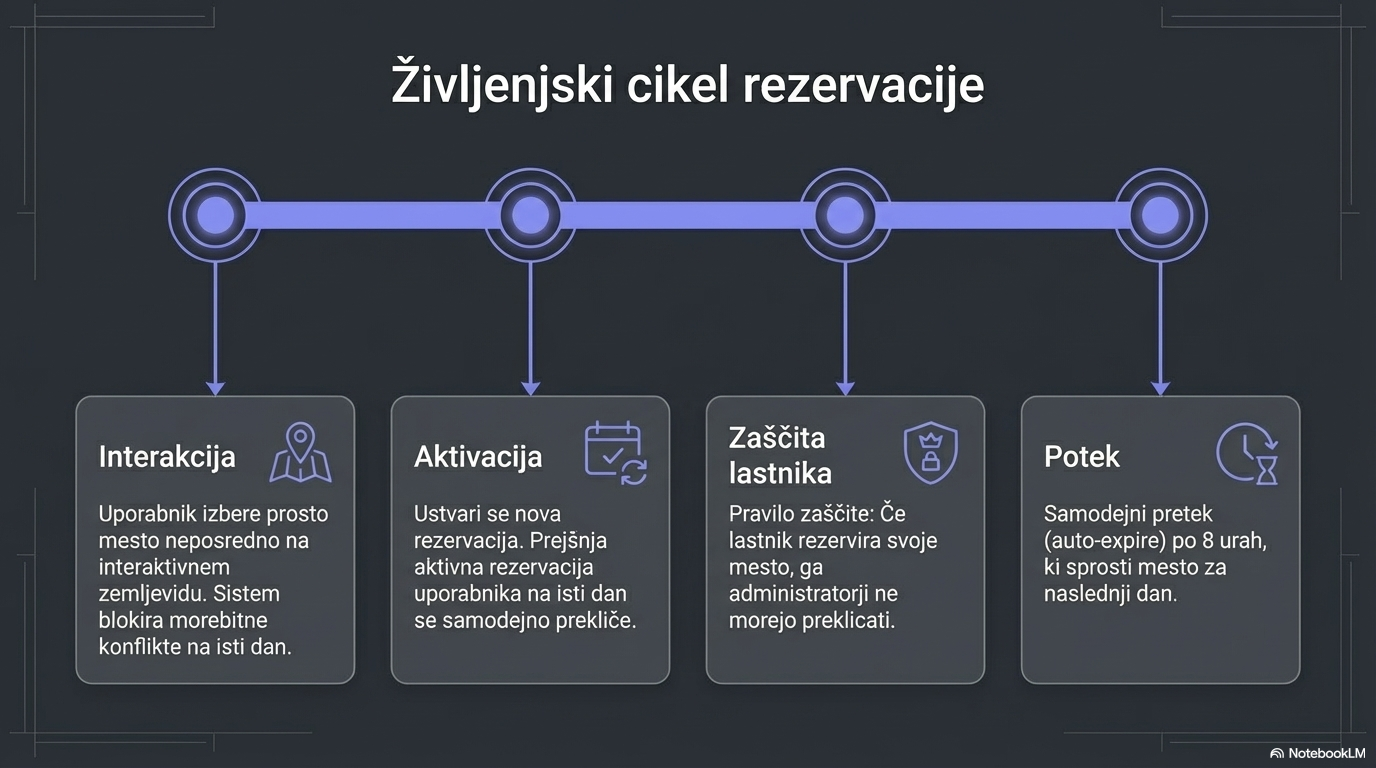 Življenjski cikel rezervacije
Interakcija
Uporabnik izbere prosto
mesto neposredno na
interaktivnem
zemljevidu. Sistem
blokira morebitne
konflikte na isti dan.
Aktivacija
Ustvari se nova
rezervacija. Prejšnja
aktivna rezervacija
uporabnika na isti dan
se samodejno prekliče.
Zaščita
lastnika
Pravilo zaščite: Če
lastnik rezervira svoje
mesto, ga
administratorji ne
morejo preklicati.
Potek
Samodejni pretek
(auto-expire) po 8 urah,
ki sprosti mesto za
naslednji dan.
NotebookLM